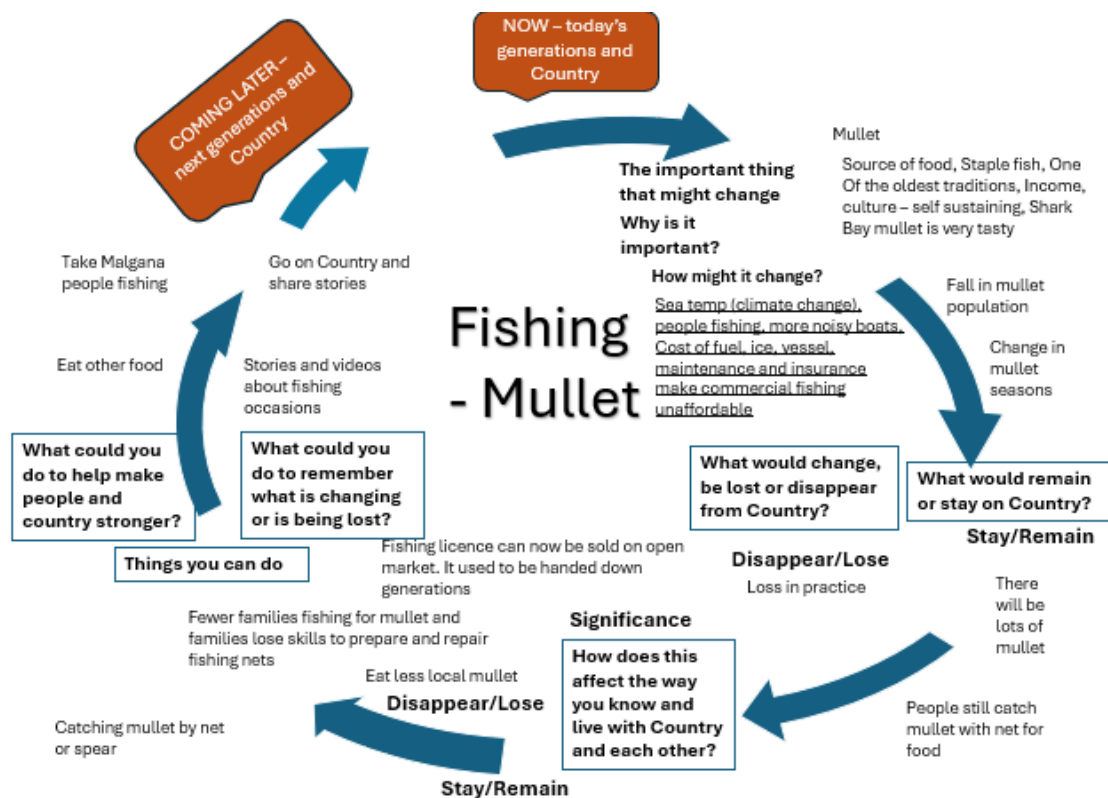 NOW – today's
generations and
Country
COMING LATER –
next generations and
Country
The important thing
that might change
Why is it
important?
Mullet
Source of food, Staple fish, One
Of the oldest traditions, Income,
culture – self sustaining, Shark
Bay mullet is very tasty
How might it change?
Sea temp (climate change),
people fishing, more noisy boats.
Cost of fuel, ice, vessel,
maintenance and insurance
make commercial fishing
unaffordable
Fall in mullet
population
Change in
mullet
seasons
Fishing
- Mullet
What would change,
be lost or disappear
from Country?
What would remain
or stay on Country?
Disappear/Lose
Loss in practice
Stay/Remain
There
will be
lots of
mullet
People still catch
mullet with net for
food
Significance
How does this
affect the way
you know and
live with Country
and each other?
Fishing licence can now be sold on open
market. It used to be handed down
generations
Fewer families fishing for mullet and
families lose skills to prepare and repair
fishing nets
Eat less local mullet
Disappear/Lose
Catching mullet by net
or spear
Stay/Remain
Things you can do
What could you
do to help make
people and
country stronger?
What could you
do to remember
what is changing
or is being lost?
Eat other food
Stories and videos
about fishing
occasions
Take Malgana
people fishing
Go on Country and
share stories